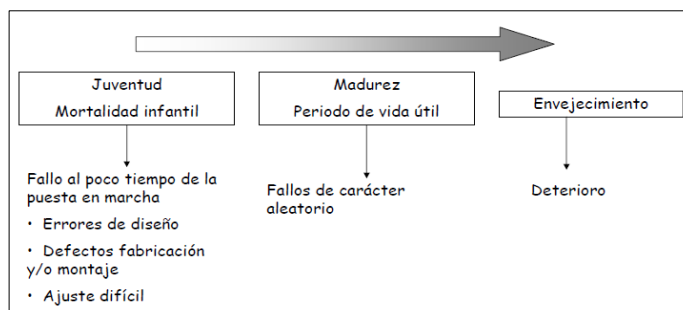 Juventud
Mortalidad infantil
Madurez
Periodo de vida útil
Envejecimiento
Fallo al poco tiempo de la
puesta en marcha
• Errores de diseño
• Defectos fabricación
y/o montaje
• Ajuste difícil
Fallos de carácter
aleatorio
Deterioro